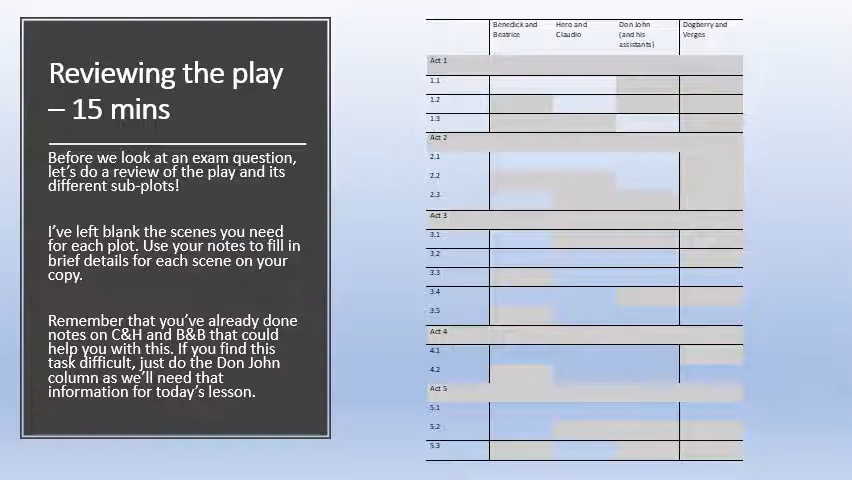 Reviewing the play
– 15 mins
Before we look at an exam question,
let's do a review of the play and its
different sub-plots!
I've left blank the scenes you need
for each plot. Use your notes to fill in
brief details for each scene on your
copy.
Remember that you've already done
notes on C&H and B&B that could
help you with this. If you find this
task difficult, just do the Don John
column as we'll need that
information for today's lesson.
Benedick and
Beatrice
Hero and
Claudio
Don John
(and his
assistants)
Dogberry and
Verges
Act 1
1.1
1.2
1.3
Act 2
2.1
2.2
2.3
Act 3
3.1
3.2
3.3
3.4
3.5
Act 4
4.1
4.2
Act 5
5.1
5.2
5.3